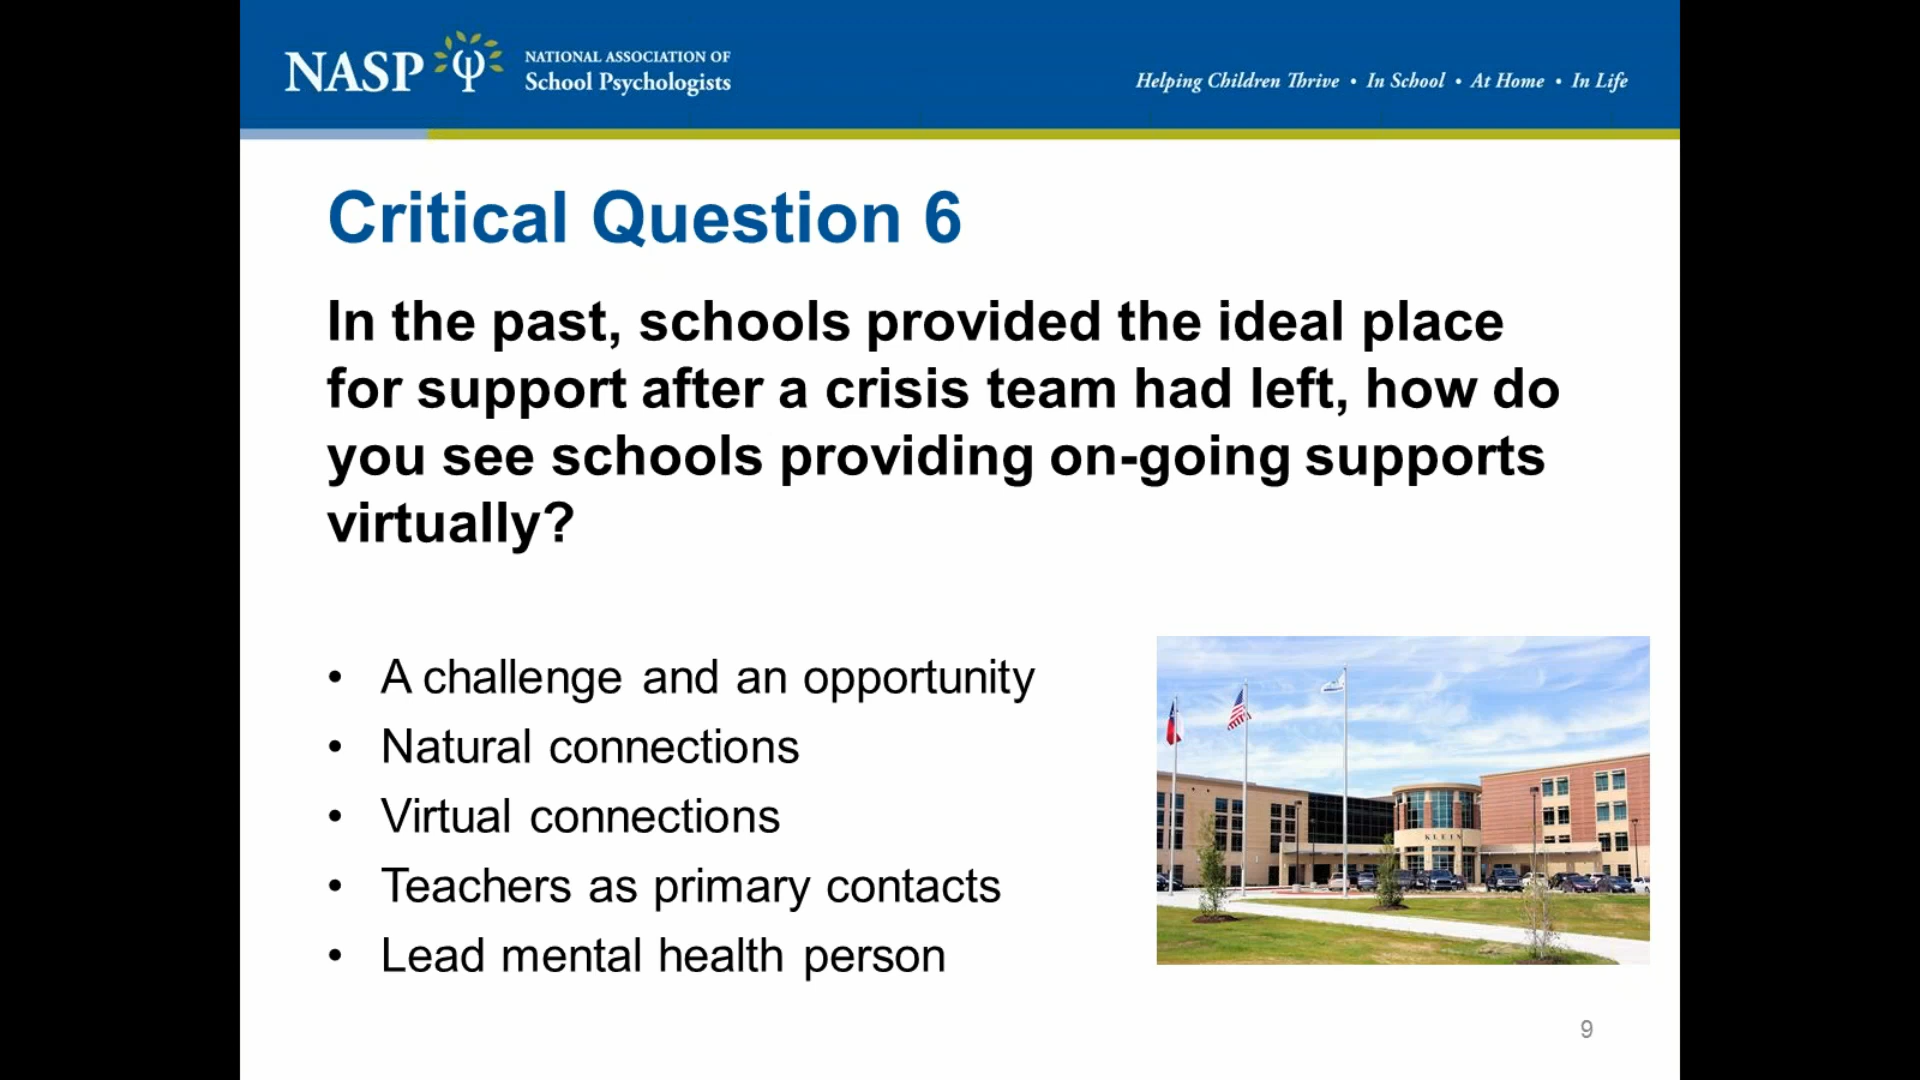 NASP
NATIONAL ASSOCIATION OF
School Psychologists
Helping Children Thrive • In School • At Home • In Life
Critical Question 6
In the past, schools provided the ideal place
for support after a crisis team had left, how do
you see schools providing on-going supports
virtually?
• A challenge and an opportunity
• Natural connections
• Virtual connections
• Teachers as primary contacts
• Lead mental health person
KLEIN
9